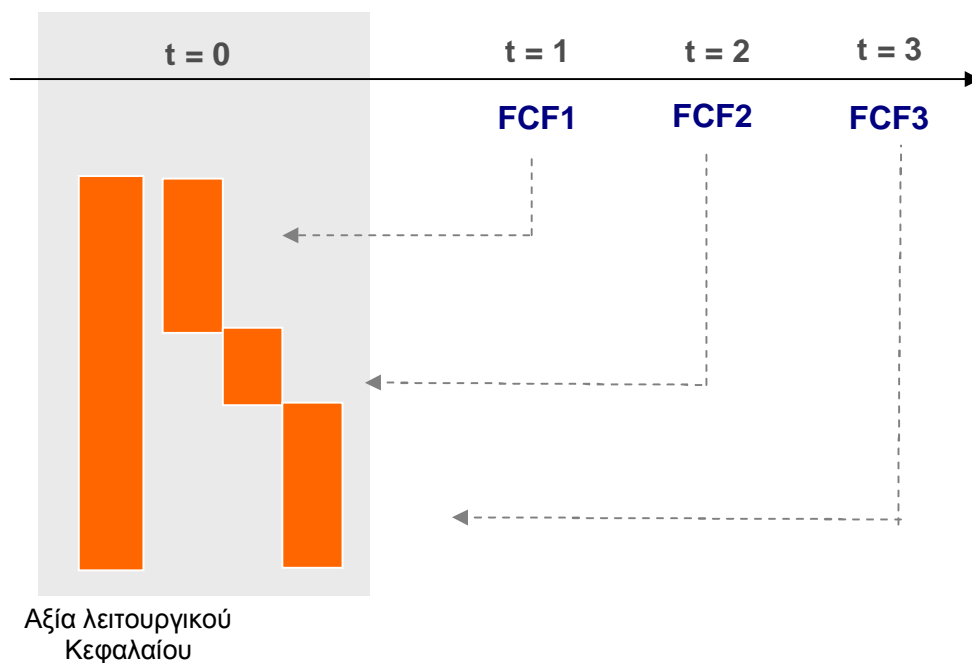 t = 0 t = 1 t = 2 t = 3
FCF1 FCF2 FCF3
Αξία λειτουργικού
Κεφαλαίου